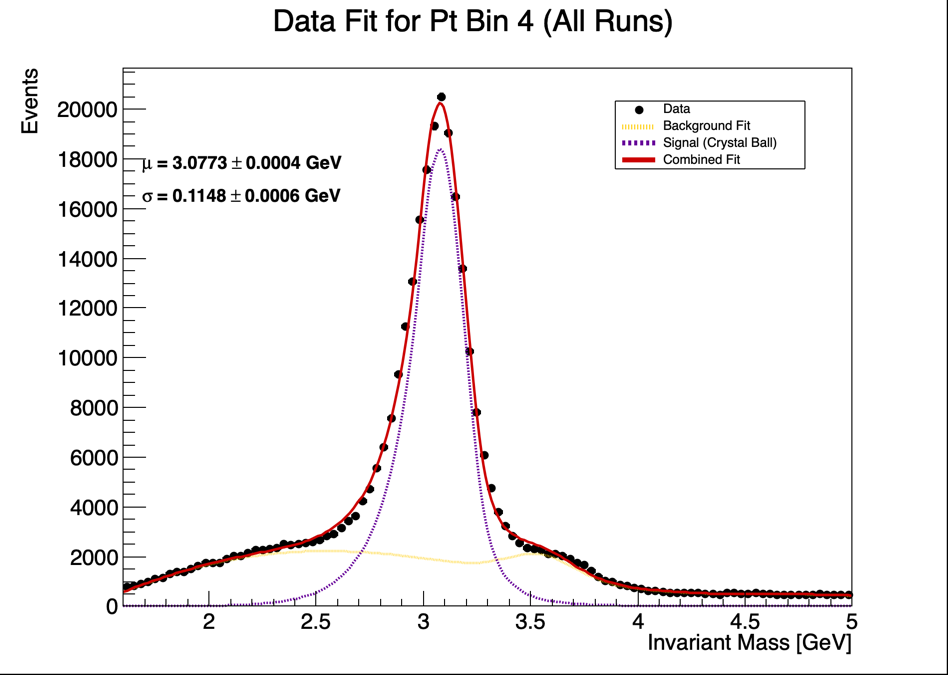 Data Fit for Pt Bin 4 (All Runs)
Events
20000
18000
16000
14000
12000
10000
8000
6000
4000
2000
0
μ = 3.0773 ± 0.0004 GeV
σ = 0.1148 ± 0.0006 GeV
Data
Background Fit
Signal (Crystal Ball)
Combined Fit
2 2.5 3 3.5 4 4.5 5
Invariant Mass [GeV]